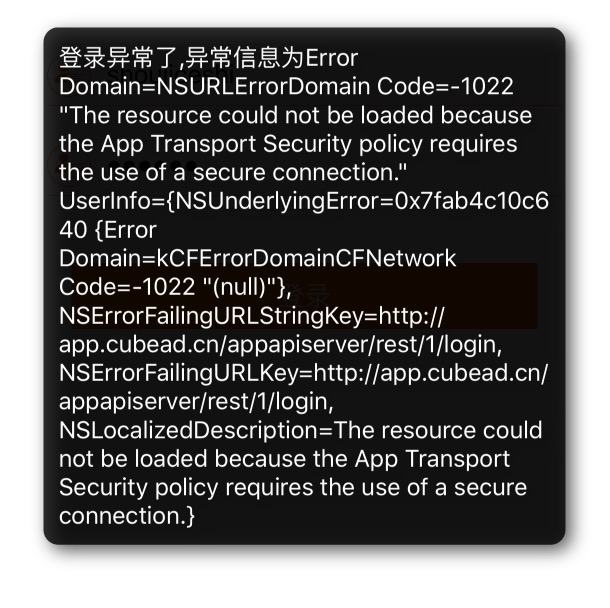 登录异常了,异常信息为Error
Domain=NSURLErrorDomain Code=-1022
"The resource could not be loaded because
the App Transport Security policy requires
the use of a secure connection."
UserInfo={NSUnderlyingError=0x7fab4c10c6
40 {Error
Domain=kCFErrorDomainCFNetwork
Code=-1022 "(null)"},
NSErrorFailingURLStringKey=http://
app.cubead.cn/appapiserver/rest/1/login,
NSErrorFailingURLKey=http://app.cubead.cn/
appapiserver/rest/1/login,
NSLocalizedDescription=The resource could
not be loaded because the App Transport
Security policy requires the use of a secure
connection.}